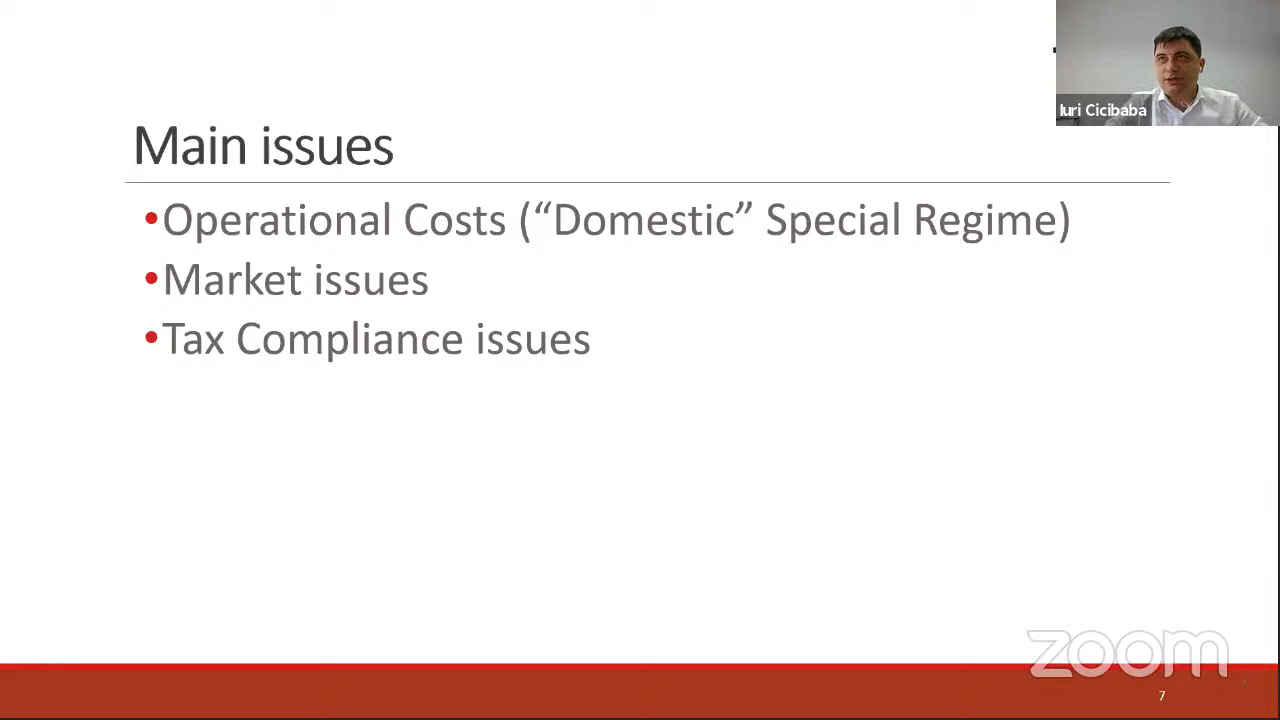 Iuri Cicibaba
Main issues
•Operational Costs (“Domestic” Special Regime)
•Market issues
•Tax Compliance issues
zoom
7